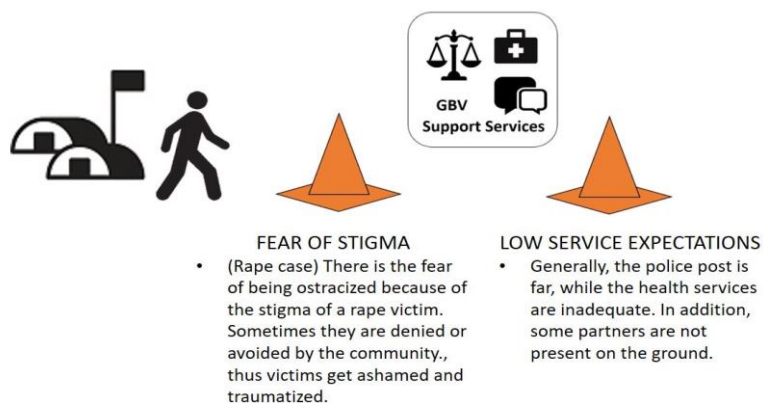 GBV
Support Services
FEAR OF STIGMA
• (Rape case) There is the fear
of being ostracized because of
the stigma of a rape victim.
Sometimes they are denied or
avoided by the community.,
thus victims get ashamed and
traumatized.
LOW SERVICE EXPECTATIONS
• Generally, the police post is
far, while the health services
are inadequate. In addition,
some partners are not
present on the ground.